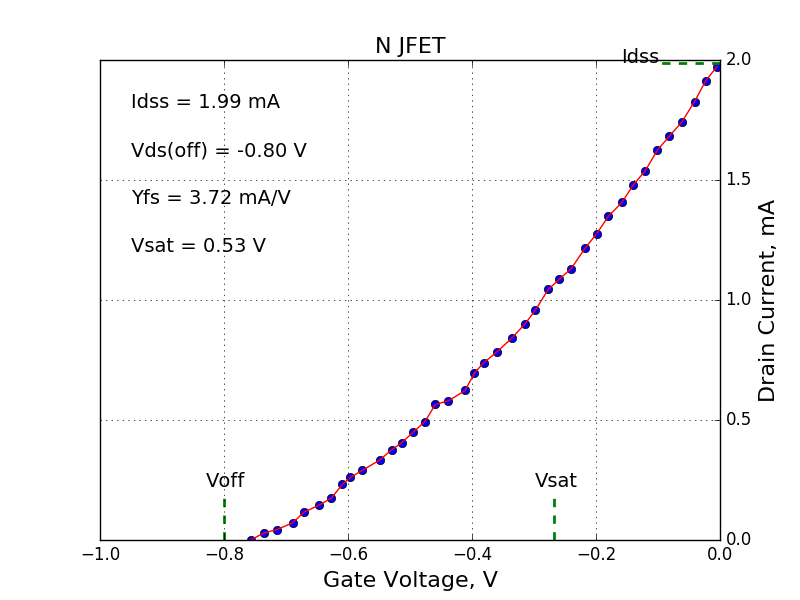 N JFET
Idss
Idss = 1.99 mA
Vds(off) = -0.80 V
Yfs = 3.72 mA/V
Vsat = 0.53 V
Voff
Vsat
2.0
1.5
1.0
0.5
0.0
Drain Current, mA
−1.0 −0.8 −0.6 −0.4 −0.2 0.0
Gate Voltage, V